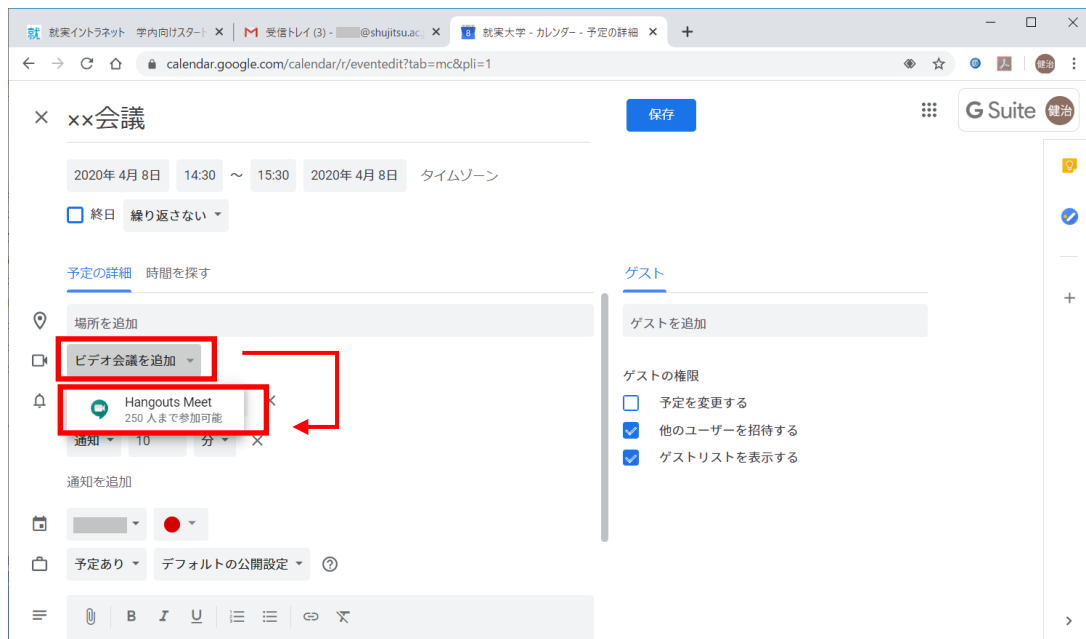 就 就実イントラネット 学内向けスタート
受信トレイ (3) - @shujitsu.ac.
8 就実大学 - カレンダー - 予定の詳細
calendar.google.com/calendar/r/eventedit?tab=mc&pli=1
健治
××会議
保存
G Suite 健治
2020年 4月 8日 14:30 ～ 15:30 2020年 4月 8日 タイムゾーン
終日 繰り返さない
予定の詳細 時間を探す
ゲスト
場所を追加
ゲストを追加
ビデオ会議を追加
ゲストの権限
Hangouts Meet
250 人まで参加可能
予定を変更する
他のユーザーを招待する
通知 10 分
ゲストリストを表示する
通知を追加
予定あり デフォルトの公開設定
B I U